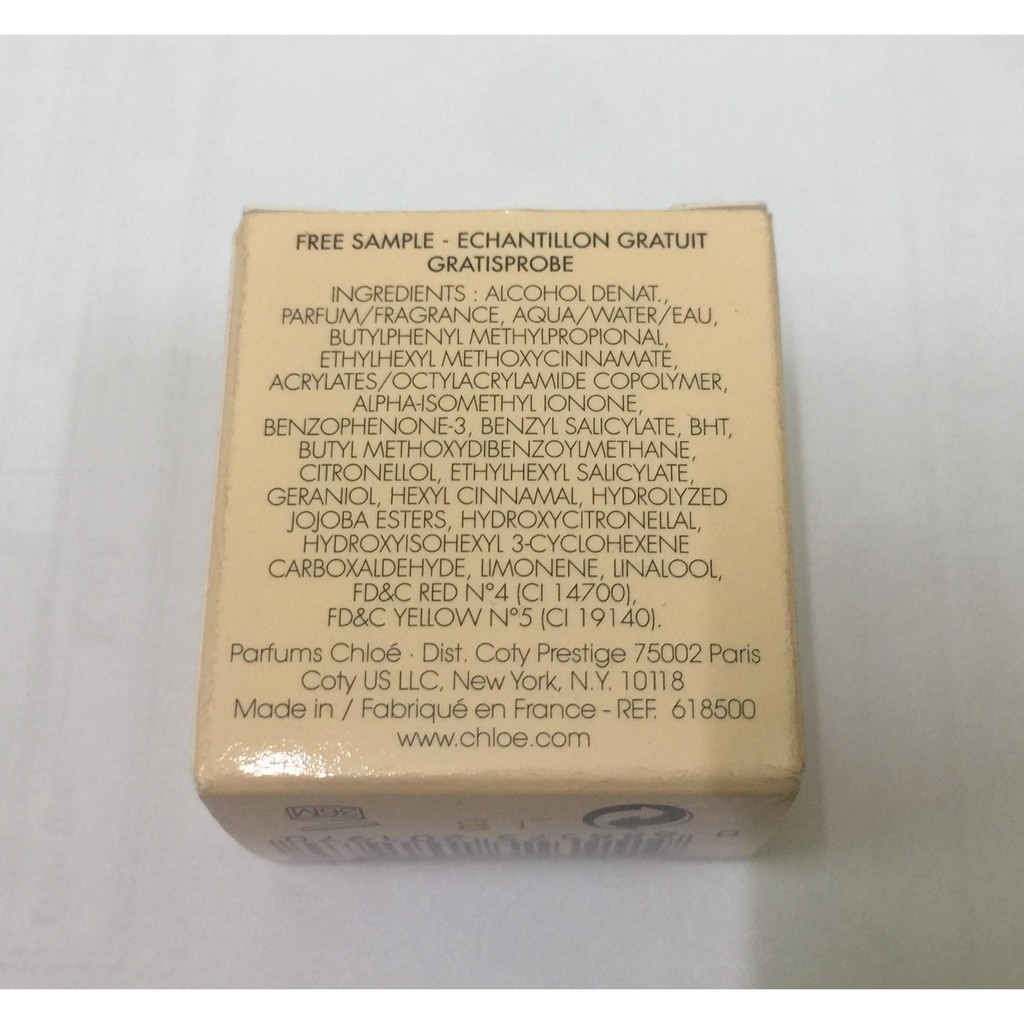 FREE SAMPLE - ECHANTILLON GRATUIT
GRATISPROBE
INGREDIENTS : ALCOHOL DENAT.,
PARFUM/FRAGRANCE, AQUA/WATER/EAU,
BUTYLPHENYL METHYLPROPIONAL,
ETHYLHEXYL METHOXYCINNAMATE,
ACRYLATES/OCTYLACRYLAMIDE COPOLYMER,
ALPHA-ISOMETHYL IONONE,
BENZOPHENONE-3, BENZYL SALICYLATE, BHT,
BUTYL METHOXYDIBENZOYLMETHANE,
CITRONELLOL, ETHYLHEXYL SALICYLATE,
GERANIOL, HEXYL CINNAMAL, HYDROLYZED
JOJOBA ESTERS, HYDROXYCITRONELLAL,
HYDROXYISOHEXYL 3-CYCLOHEXENE
CARBOXALDEHYDE, LIMONENE, LINALOOL,
FD&C RED N°4 (CI 14700),
FD&C YELLOW N°5 (CI 19140).
Parfums Chloé · Dist. Coty Prestige 75002 Paris
Coty US LLC, New York, N.Y. 10118
Made in / Fabriqué en France - REF. 618500
www.chloe.com
36M